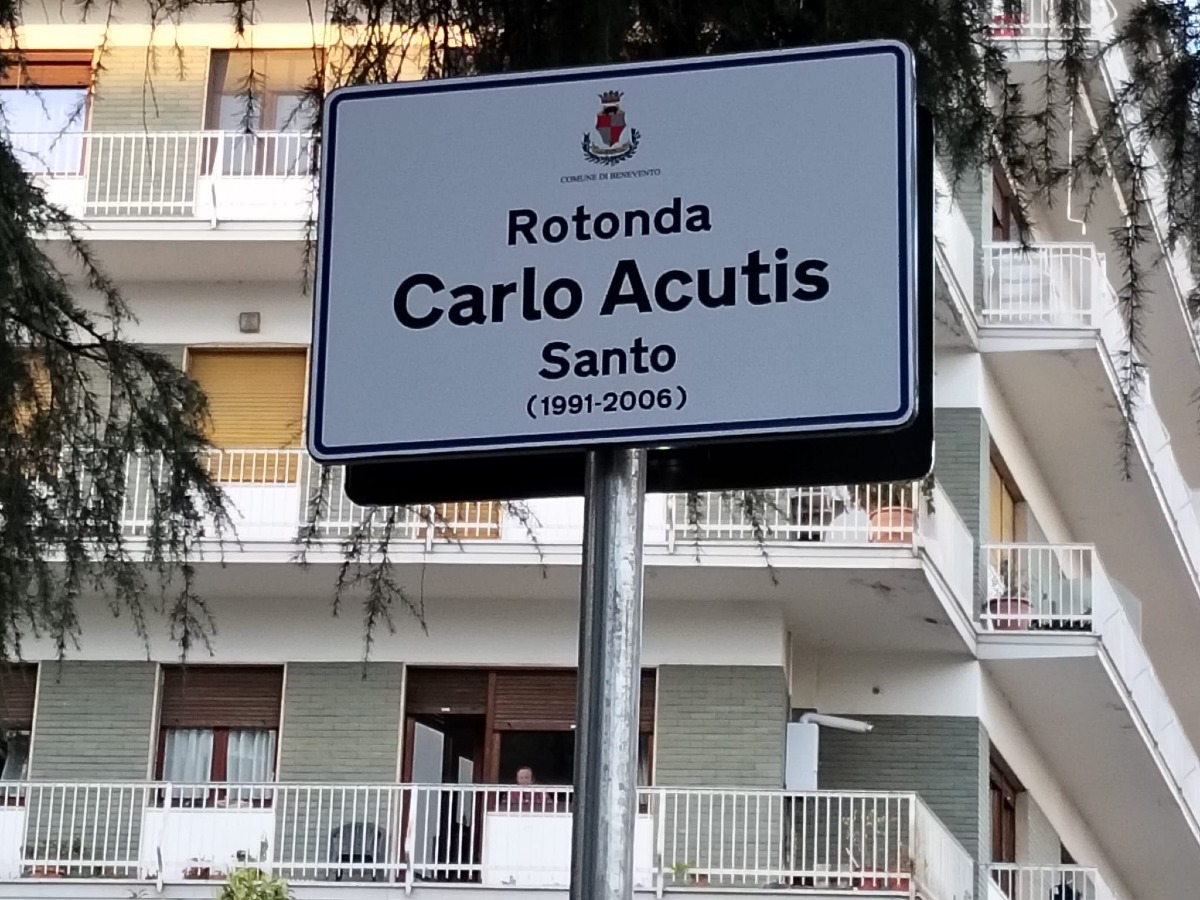 COMUNE DI BENEVENTO
Rotonda
Carlo Acutis
Santo
(1991-2006)